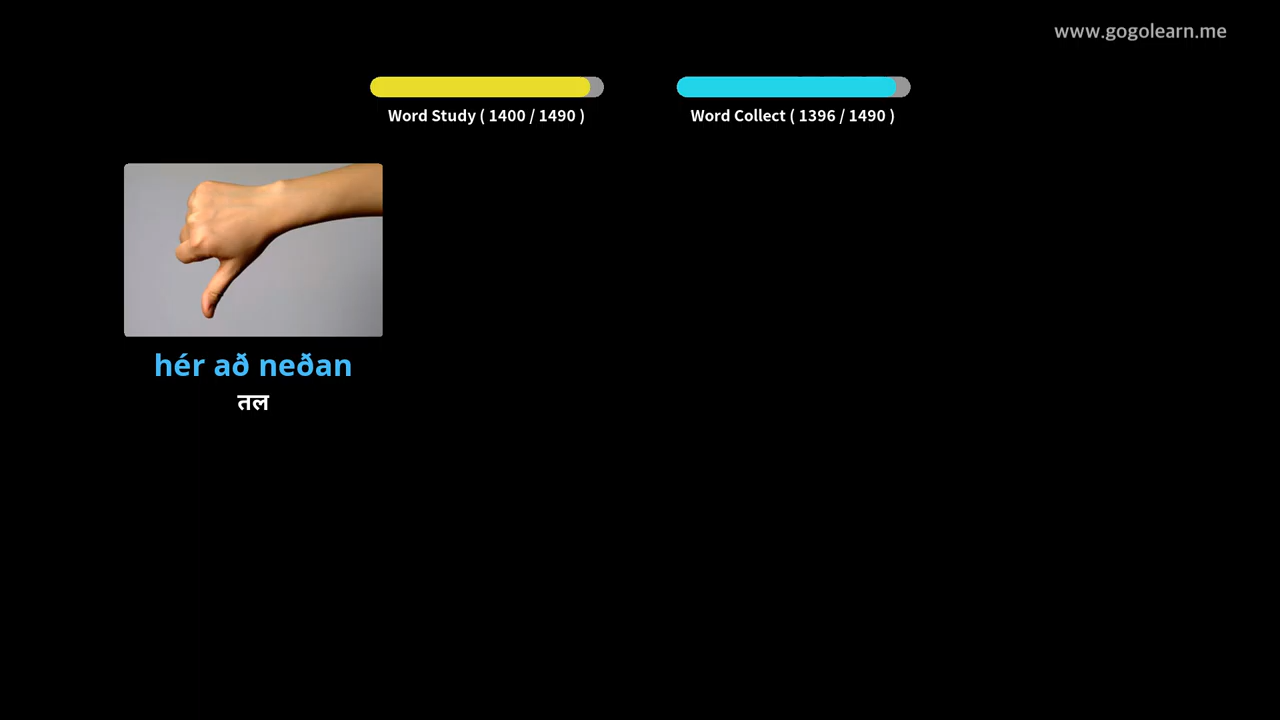 www.gogolearn.me
Word Study ( 1400 / 1490 )
Word Collect ( 1396 / 1490 )
hér að neðan
तल